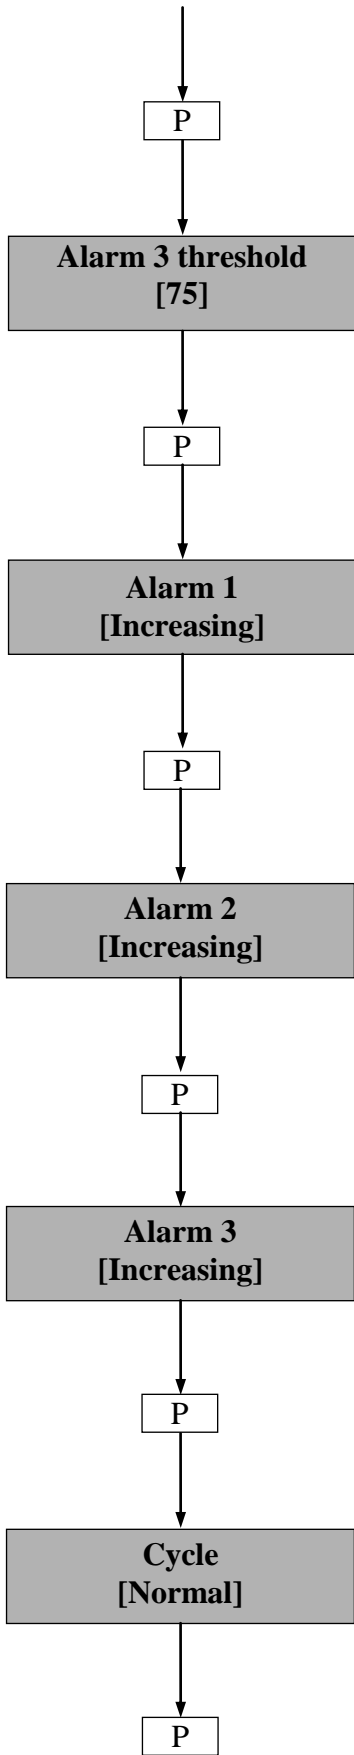 P
Alarm 3 threshold
[75]
P
Alarm 1
[Increasing]
P
Alarm 2
[Increasing]
P
Alarm 3
[Increasing]
P
Cycle
[Normal]
P